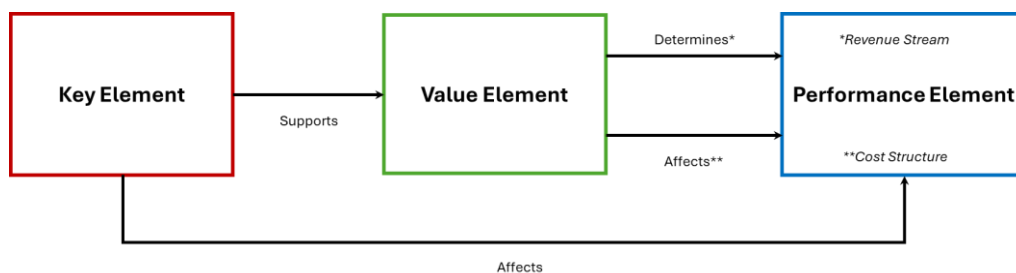 Key Element
Supports
Value Element
Determines*
Affects**
*Revenue Stream
Performance Element
**Cost Structure
Affects